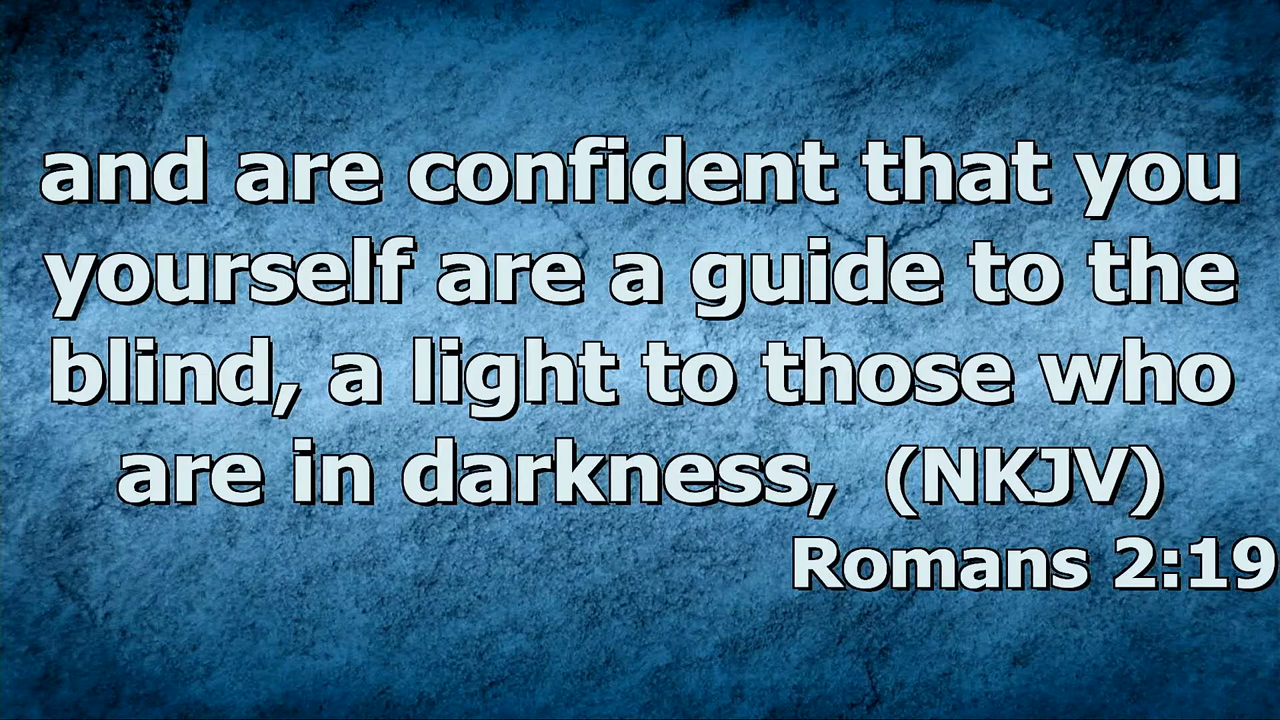 and are confident that you
yourself are a guide to the
blind, a light to those who
are in darkness, (NKJV)
Romans 2:19